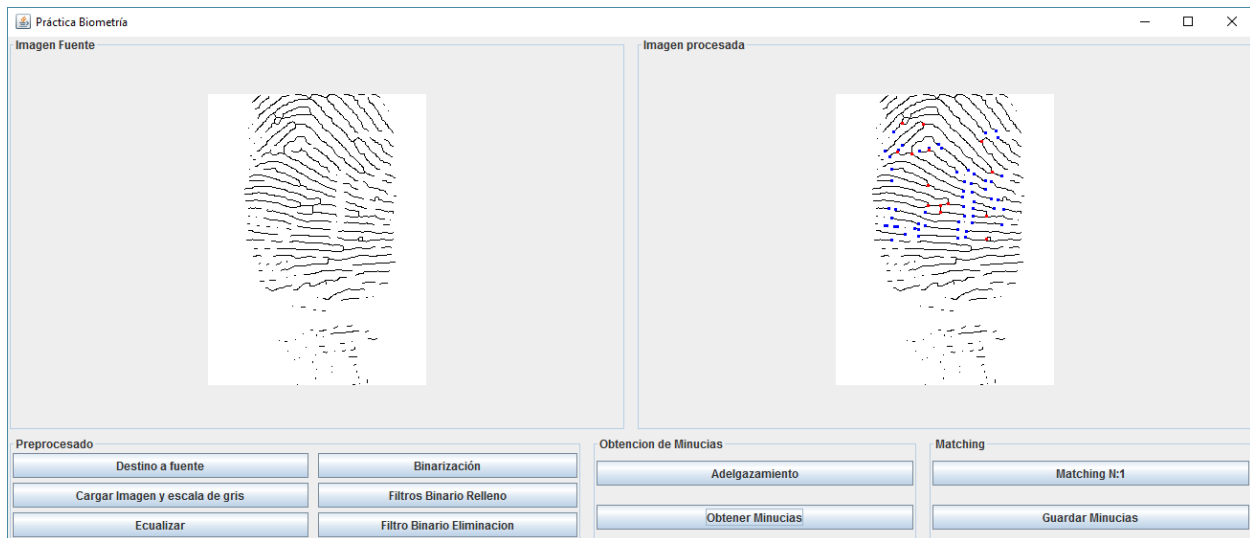 Práctica Biometría
Imagen Fuente
Imagen procesada
Preprocesado
Destino a fuente
Binarización
Cargar Imagen y escala de gris
Filtros Binario Relleno
Ecualizar
Filtro Binario Eliminacion
Obtencion de Minucias
Adelgazamiento
Obtener Minucias
Matching
Matching N:1
Guardar Minucias